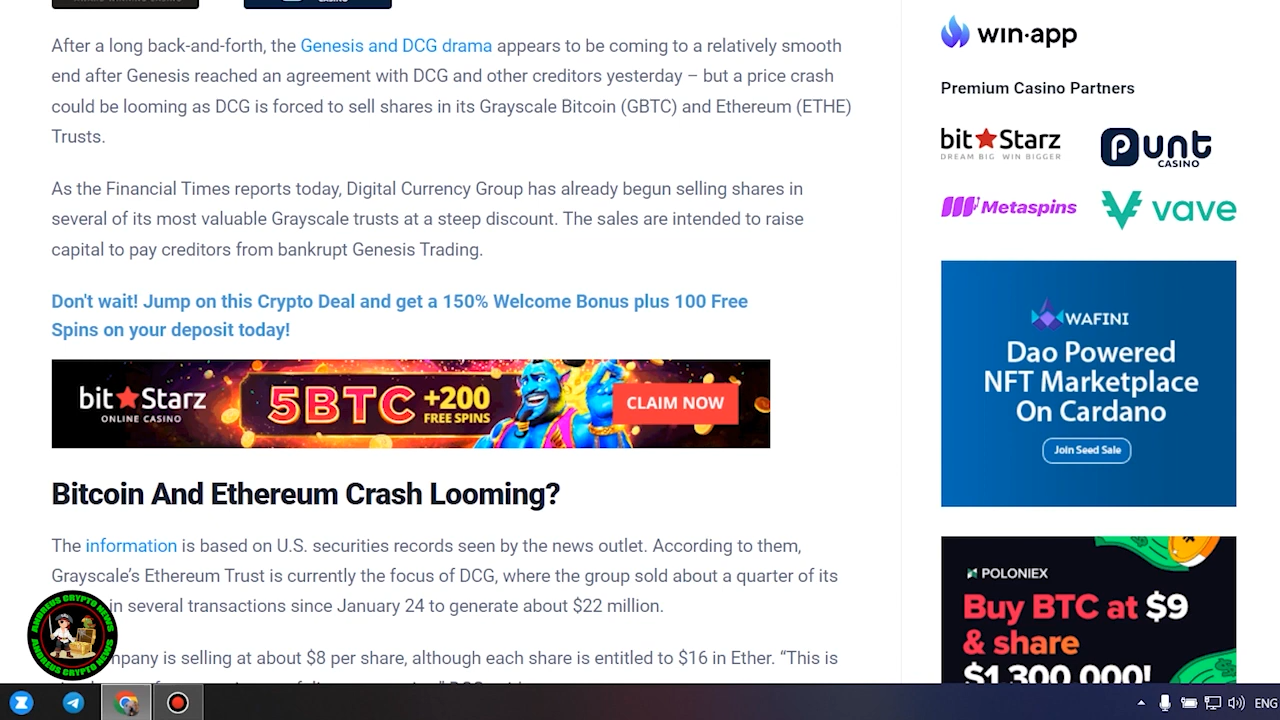 After a long back-and-forth, the Genesis and DCG drama appears to be coming to a relatively smooth
end after Genesis reached an agreement with DCG and other creditors yesterday – but a price crash
could be looming as DCG is forced to sell shares in its Grayscale Bitcoin (GBTC) and Ethereum (ETHE)
Trusts.
As the Financial Times reports today, Digital Currency Group has already begun selling shares in
several of its most valuable Grayscale trusts at a steep discount. The sales are intended to raise
capital to pay creditors from bankrupt Genesis Trading.
Don't wait! Jump on this Crypto Deal and get a 150% Welcome Bonus plus 100 Free
Spins on your deposit today!
bitStarz
ONLINE CASINO
5BTC
+200
FREE SPINS
CLAIM NOW
Bitcoin And Ethereum Crash Looming?
The information is based on U.S. securities records seen by the news outlet. According to them,
Grayscale’s Ethereum Trust is currently the focus of DCG, where the group sold about a quarter of its
in several transactions since January 24 to generate about $22 million.
is selling at about $8 per share, although each share is entitled to $16 in Ether. “This is
ANDREUS CRYPTO NEWS
ANDREUS CRYPTO NEWS
win·app
Premium Casino Partners
bitStarz
DREAM BIG WIN BIGGER
Punt
CASINO
Metaspins
vave
WAFINI
Dao Powered
NFT Marketplace
On Cardano
Join Seed Sale
POLONIEX
Buy BTC at $9
& share
$1,300,000!
ENG